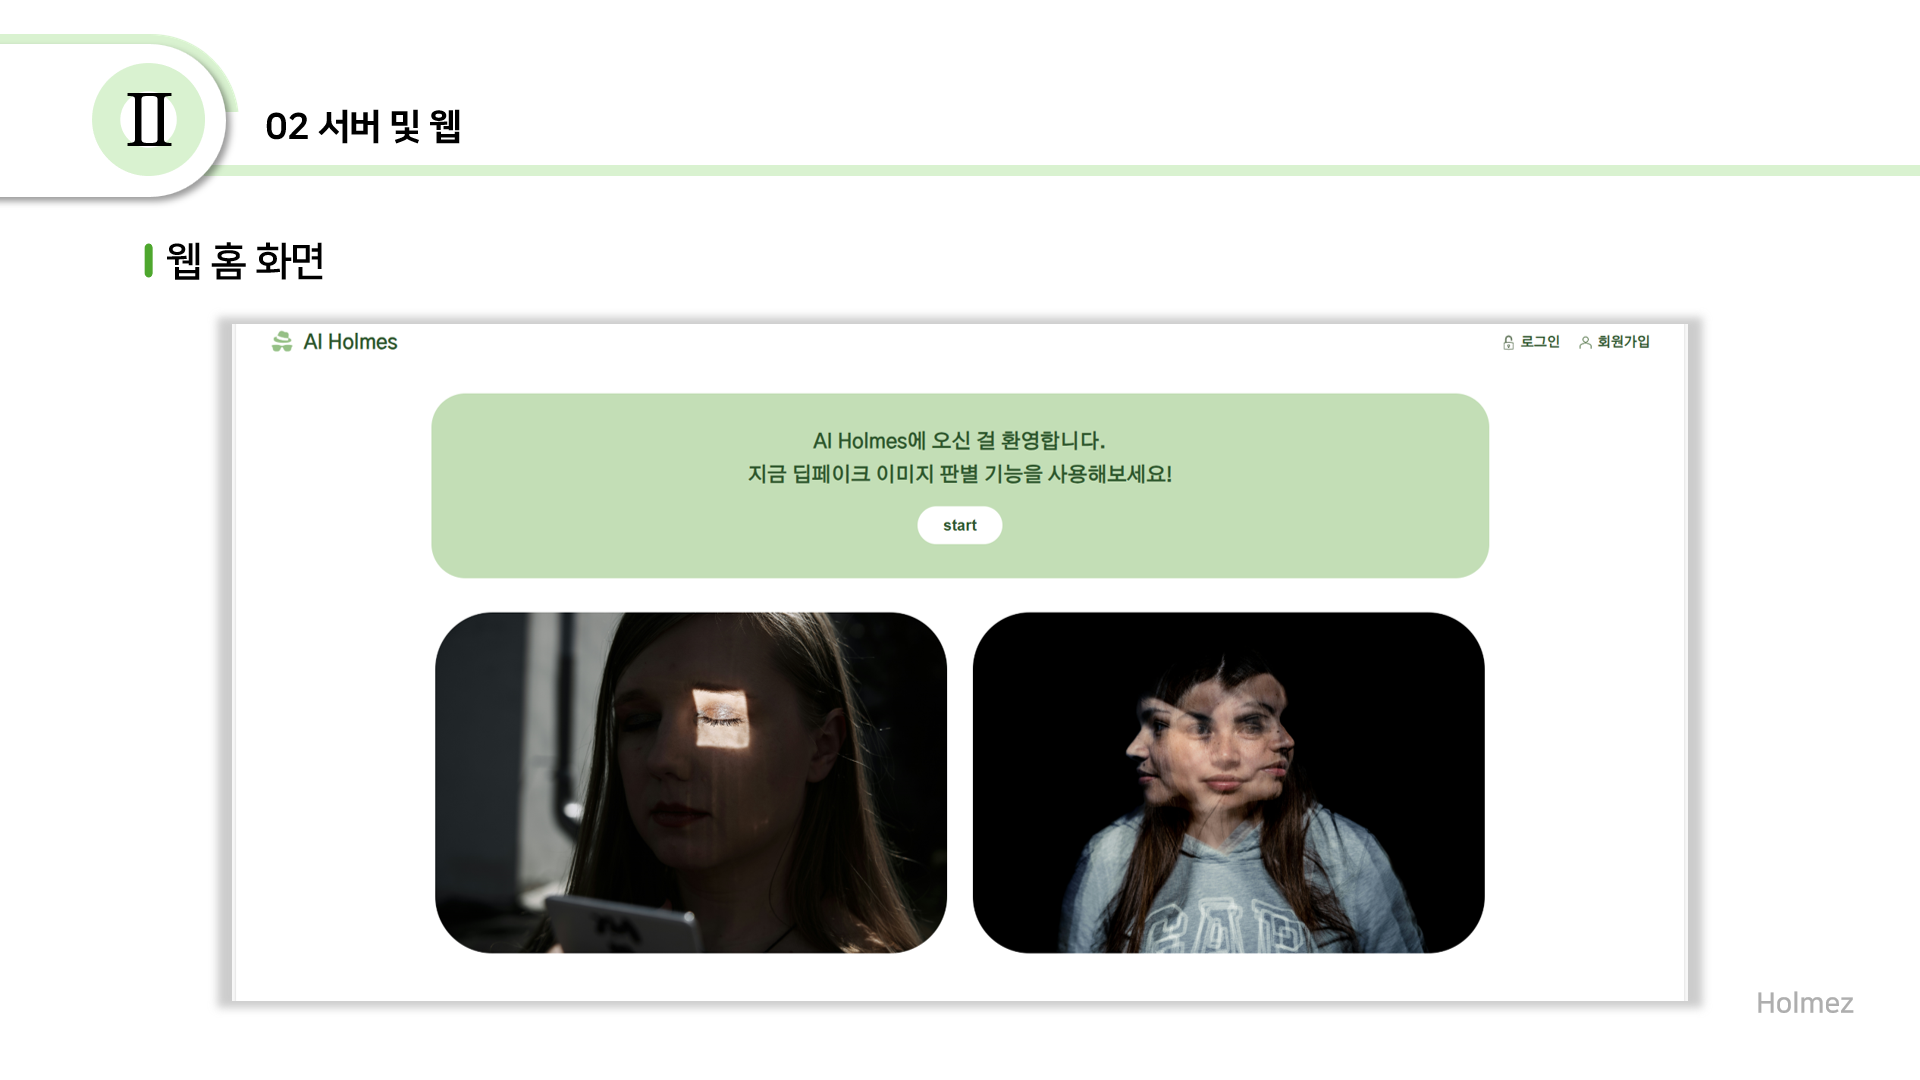 Ⅱ
02 서버 및 웹
웹 홈 화면
AI Holmes
로그인
회원가입
AI Holmes에 오신 걸 환영합니다.
지금 딥페이크 이미지 판별 기능을 사용해보세요!
start
GAP
Holmez